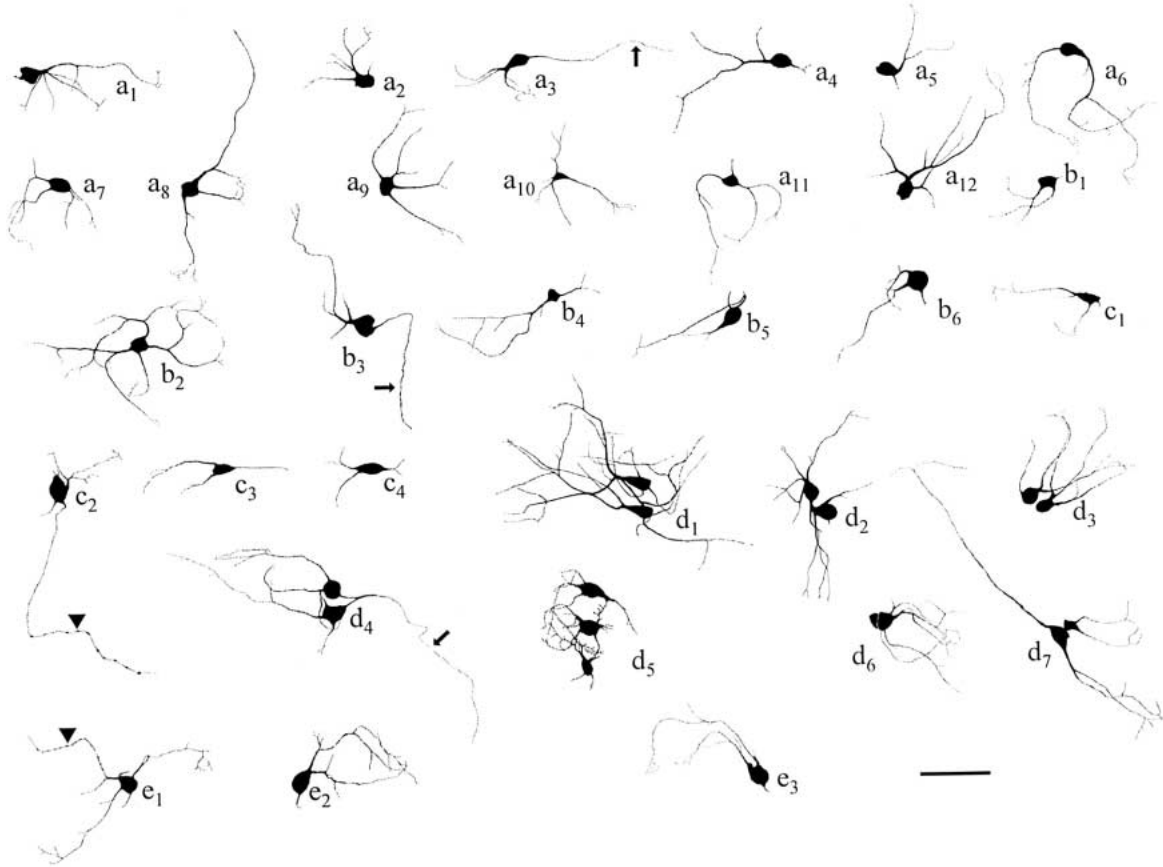 a1 a2 a3 a4 a5 a6
a7 a8 a9 a10 a11 a12 b1
b2 b3 b4 b5 b6 c1
c2 c3 c4 d1 d2 d3
d4 d5 d6 d7
e1 e2 e3